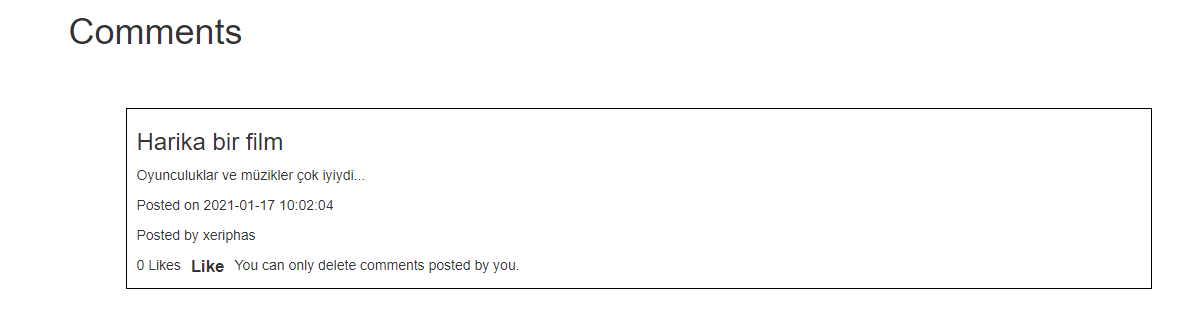 Comments
Harika bir film
Oyunculuklar ve müzikler çok iyiydi...
Posted on 2021-01-17 10:02:04
Posted by xeriphas
0 Likes Like You can only delete comments posted by you.